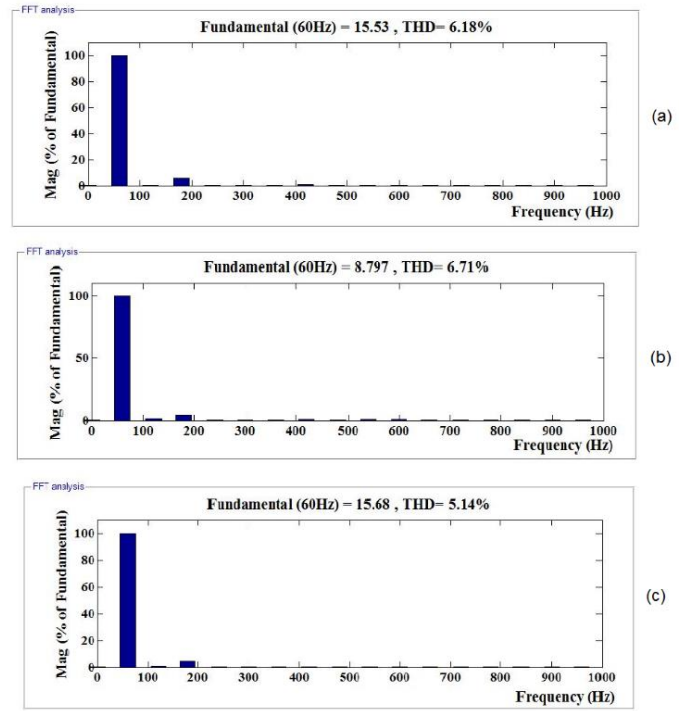 FFT analysis
Fundamental (60Hz) = 15.53 , THD= 6.18%
Mag (% of Fundamental)
100
80
60
40
20
0
0 100 200 300 400 500 600 700 800 900 1000
Frequency (Hz)
(a)
FFT analysis
Fundamental (60Hz) = 8.797 , THD= 6.71%
Mag (% of Fundamental)
100
50
0
0 100 200 300 400 500 600 700 800 900 1000
Frequency (Hz)
(b)
FFT analysis
Fundamental (60Hz) = 15.68 , THD= 5.14%
Mag (% of Fundamental)
100
80
60
40
20
0
0 100 200 300 400 500 600 700 800 900 1000
Frequency (Hz)
(c)